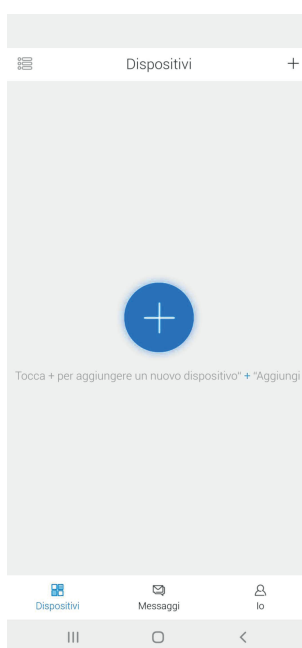 Dispositivi
Tocca + per aggiungere un nuovo dispositivo" + "Aggiungi
Dispositivi
Messaggi
Io